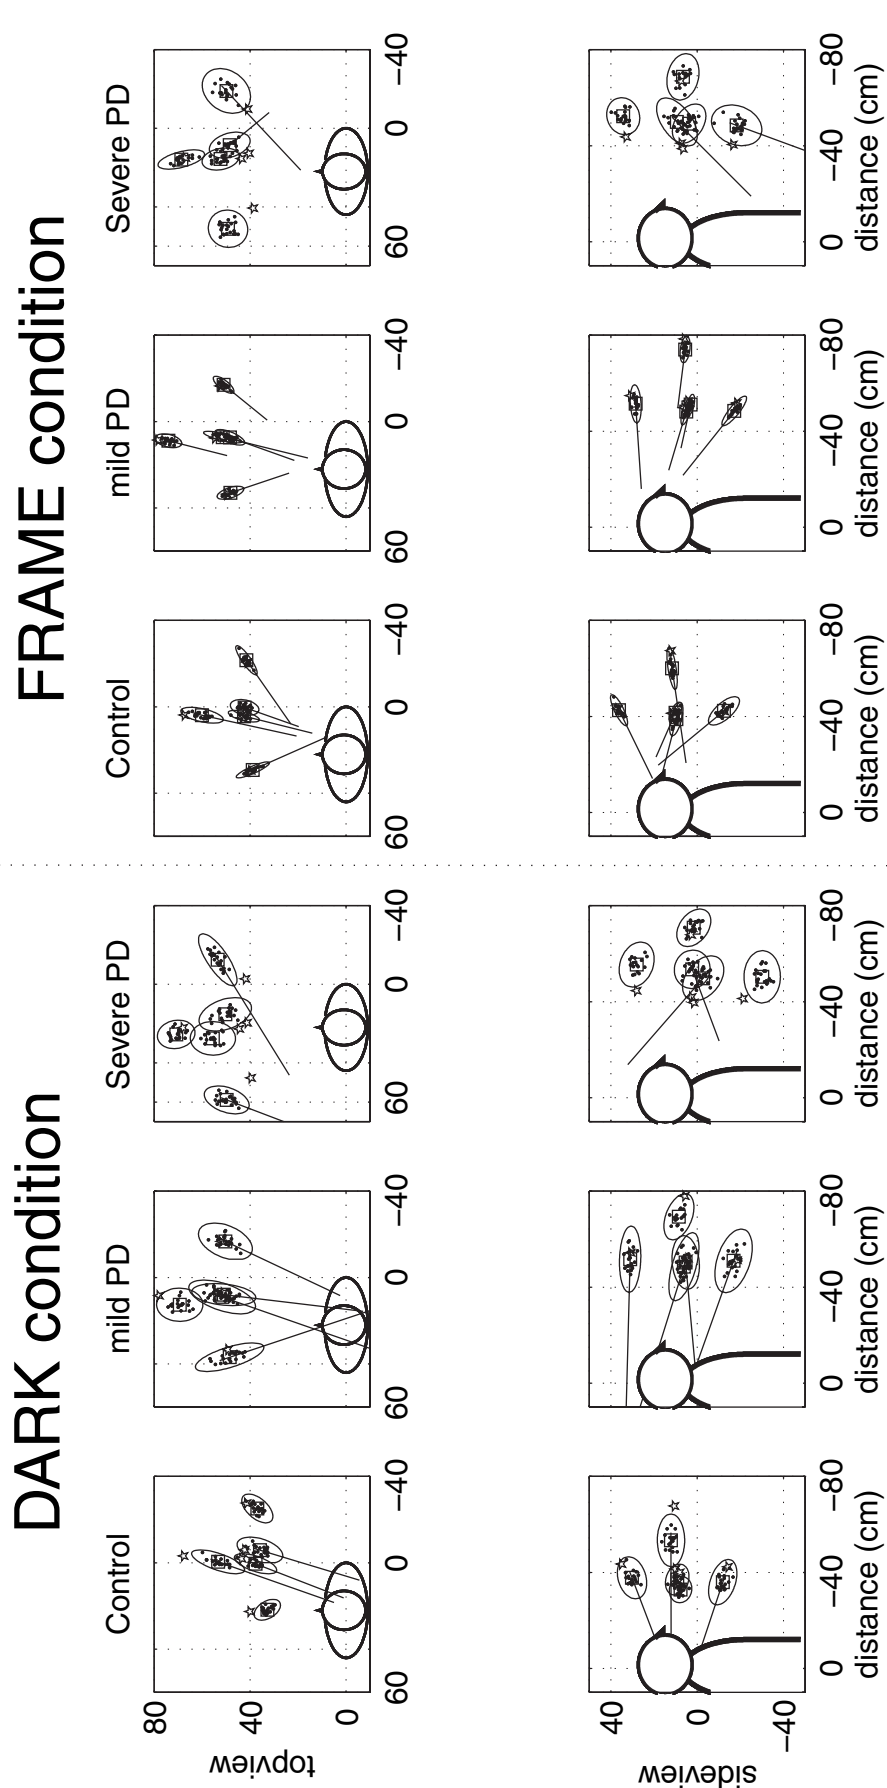 DARK condition FRAME condition
Control mild PD Severe PD Control mild PD Severe PD
80
40
0
topview
60 0 −40 60 0 −40 60 0 −40 60 0 −40 60 0 −40 60 0 −40
40
0
−40
sideview
0 −40 −80 0 −40 −80 0 −40 −80 0 −40 −80 0 −40 −80 0 −40 −80
distance (cm) distance (cm) distance (cm) distance (cm) distance (cm) distance (cm)